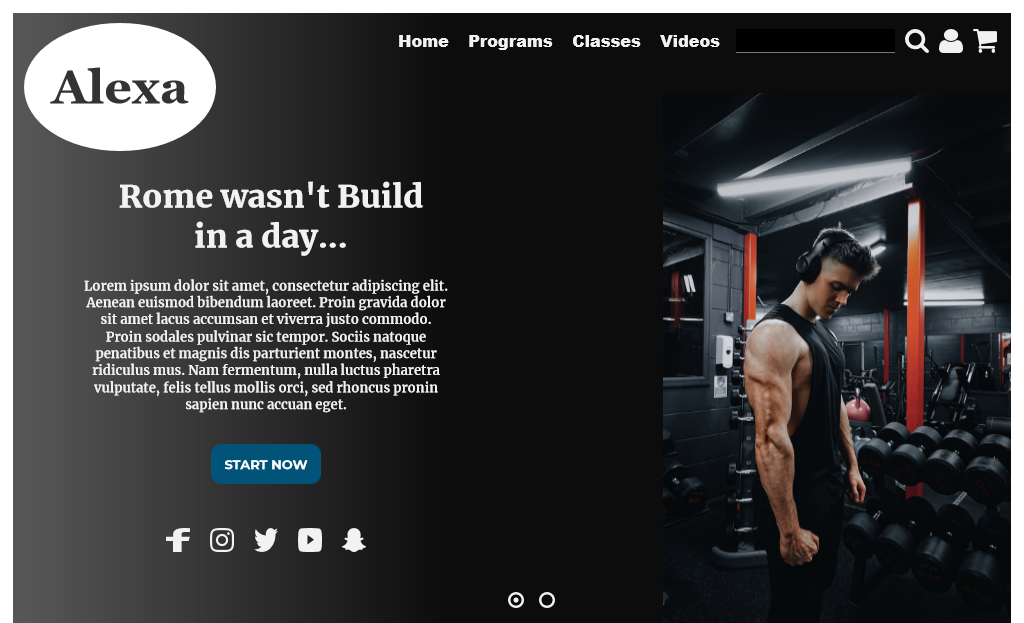 Alexa
Home Programs Classes Videos
Rome wasn't Build
in a day...
Lorem ipsum dolor sit amet, consectetur adipiscing elit.
Aenean euismod bibendum laoreet. Proin gravida dolor
sit amet lacus accumsan et viverra justo commodo.
Proin sodales pulvinar sic tempor. Sociis natoque
penatibus et magnis dis parturient montes, nascetur
ridiculus mus. Nam fermentum, nulla luctus pharetra
vulputate, felis tellus mollis orci, sed rhoncus pronin
sapien nunc accuan eget.
START NOW